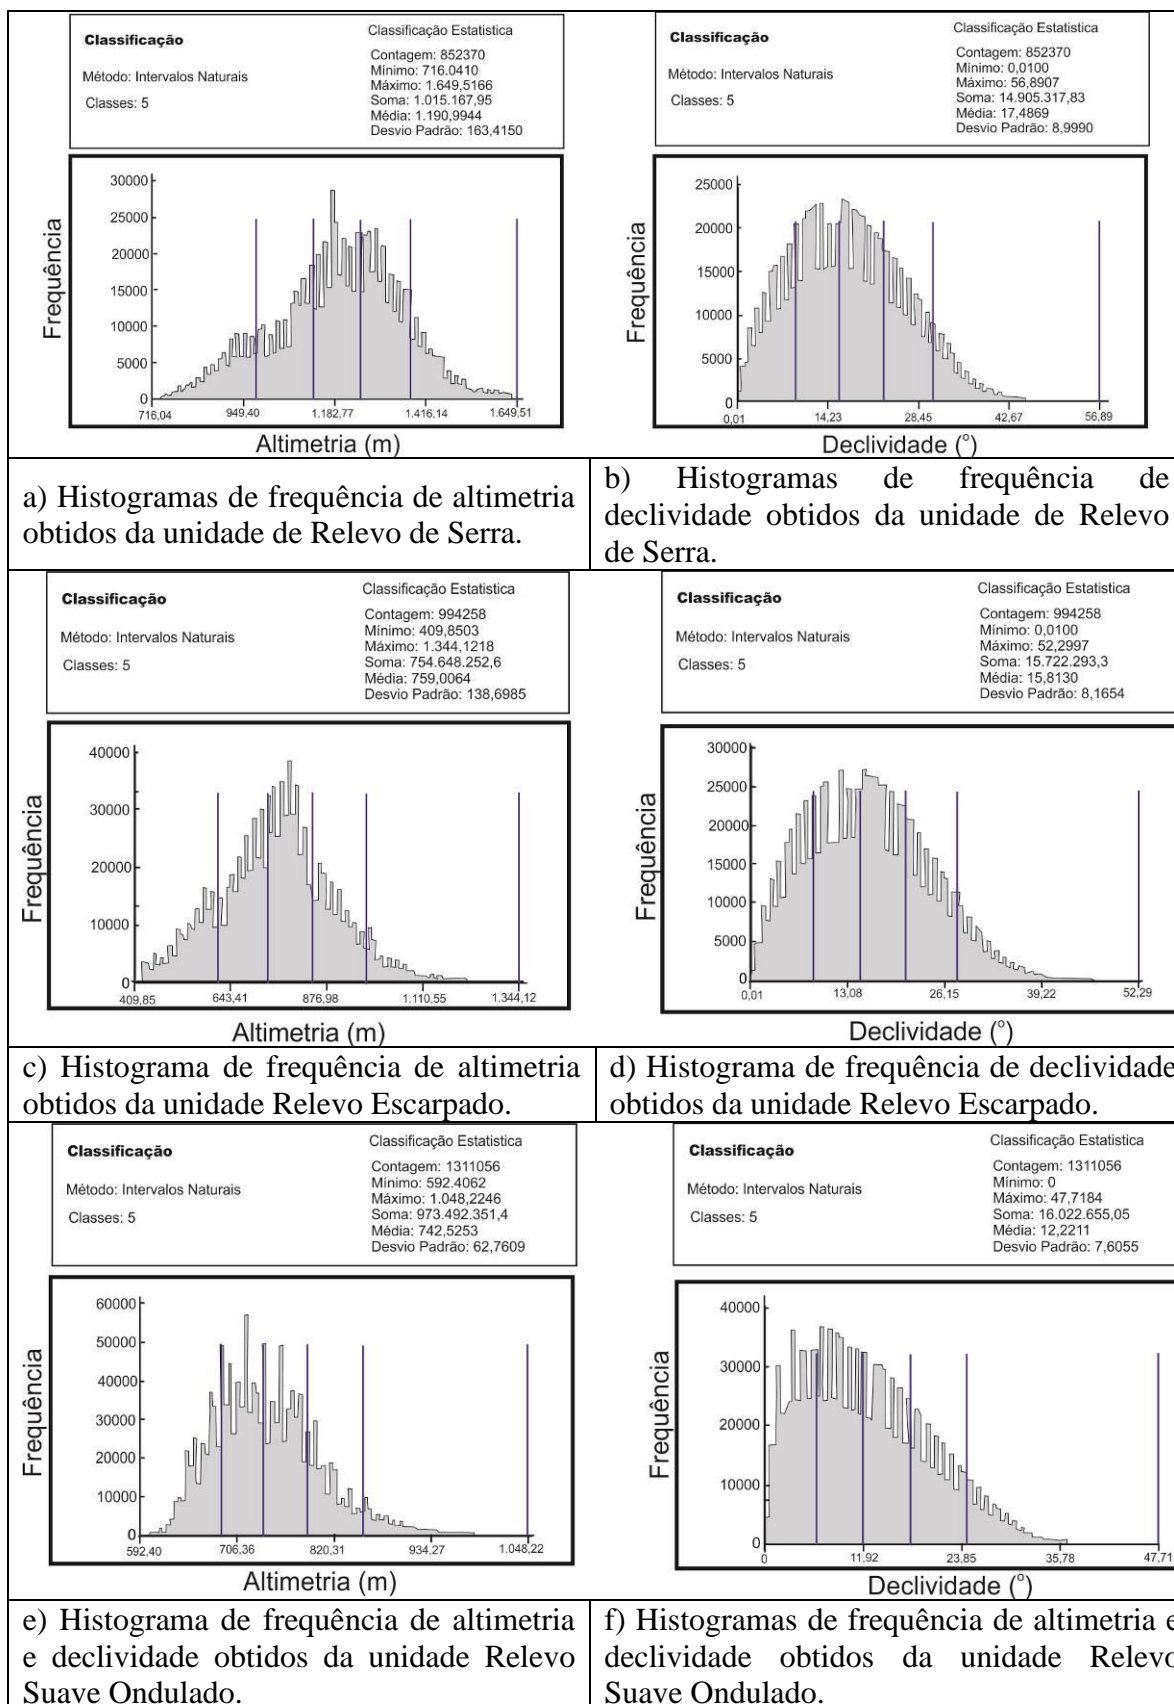 Classificação
Método: Intervalos Naturais
Classes: 5
Classificação Estatistica
Contagem: 852370
Mínimo: 716.0410
Máximo: 1.649,5166
Soma: 1.015.167,95
Média: 1.190,9944
Desvio Padrão: 163,4150
Frequência
30000
25000
20000
15000
10000
5000
0
716,04 949,40 1.182,77 1.416,14 1.649,51
Altimetria (m)
Classificação
Método: Intervalos Naturais
Classes: 5
Classificação Estatistica
Contagem: 852370
Mínimo: 0,0100
Máximo: 56,8907
Soma: 14.905.317,83
Média: 17,4869
Desvio Padrão: 8,9990
Frequência
25000
20000
15000
10000
5000
0
0,01 14,23 28,45 42,67 56,89
Declividade (°)
a) Histogramas de frequência de altimetria
obtidos da unidade de Relevo de Serra.
b) Histogramas de frequência de
declividade obtidos da unidade de Relevo
de Serra.
Classificação
Método: Intervalos Naturais
Classes: 5
Classificação Estatistica
Contagem: 994258
Mínimo: 409,8503
Máximo: 1.344,1218
Soma: 754.648.252,6
Média: 759,0064
Desvio Padrão: 138,6985
Frequência
40000
30000
20000
10000
0
409,85 643,41 876,98 1.110,55 1.344,12
Altimetria (m)
Classificação
Método: Intervalos Naturais
Classes: 5
Classificação Estatistica
Contagem: 994258
Mínimo: 0,0100
Máximo: 52,2997
Soma: 15.722.293,3
Média: 15,8130
Desvio Padrão: 8,1654
Frequência
30000
25000
20000
15000
10000
5000
0
0,01 13,08 26,15 39,22 52,29
Declividade (°)
c) Histograma de frequência de altimetria
obtidos da unidade Relevo Escarpado.
d) Histograma de frequência de declividade
obtidos da unidade Relevo Escarpado.
Classificação
Método: Intervalos Naturais
Classes: 5
Classificação Estatistica
Contagem: 1311056
Mínimo: 592.4062
Máximo: 1.048,2246
Soma: 973.492.351,4
Média: 742,5253
Desvio Padrão: 62,7609
Frequência
60000
50000
40000
30000
20000
10000
0
592,40 706,36 820,31 934,27 1.048,22
Altimetria (m)
Classificação
Método: Intervalos Naturais
Classes: 5
Classificação Estatistica
Contagem: 1311056
Mínimo: 0
Máximo: 47,7184
Soma: 16.022.655,05
Média: 12,2211
Desvio Padrão: 7,6055
Frequência
40000
30000
20000
10000
0
0 11,92 23,85 35,78 47,71
Declividade (°)
e) Histograma de frequência de altimetria
e declividade obtidos da unidade Relevo
Suave Ondulado.
f) Histogramas de frequência de altimetria e
declividade obtidos da unidade Relevo
Suave Ondulado.